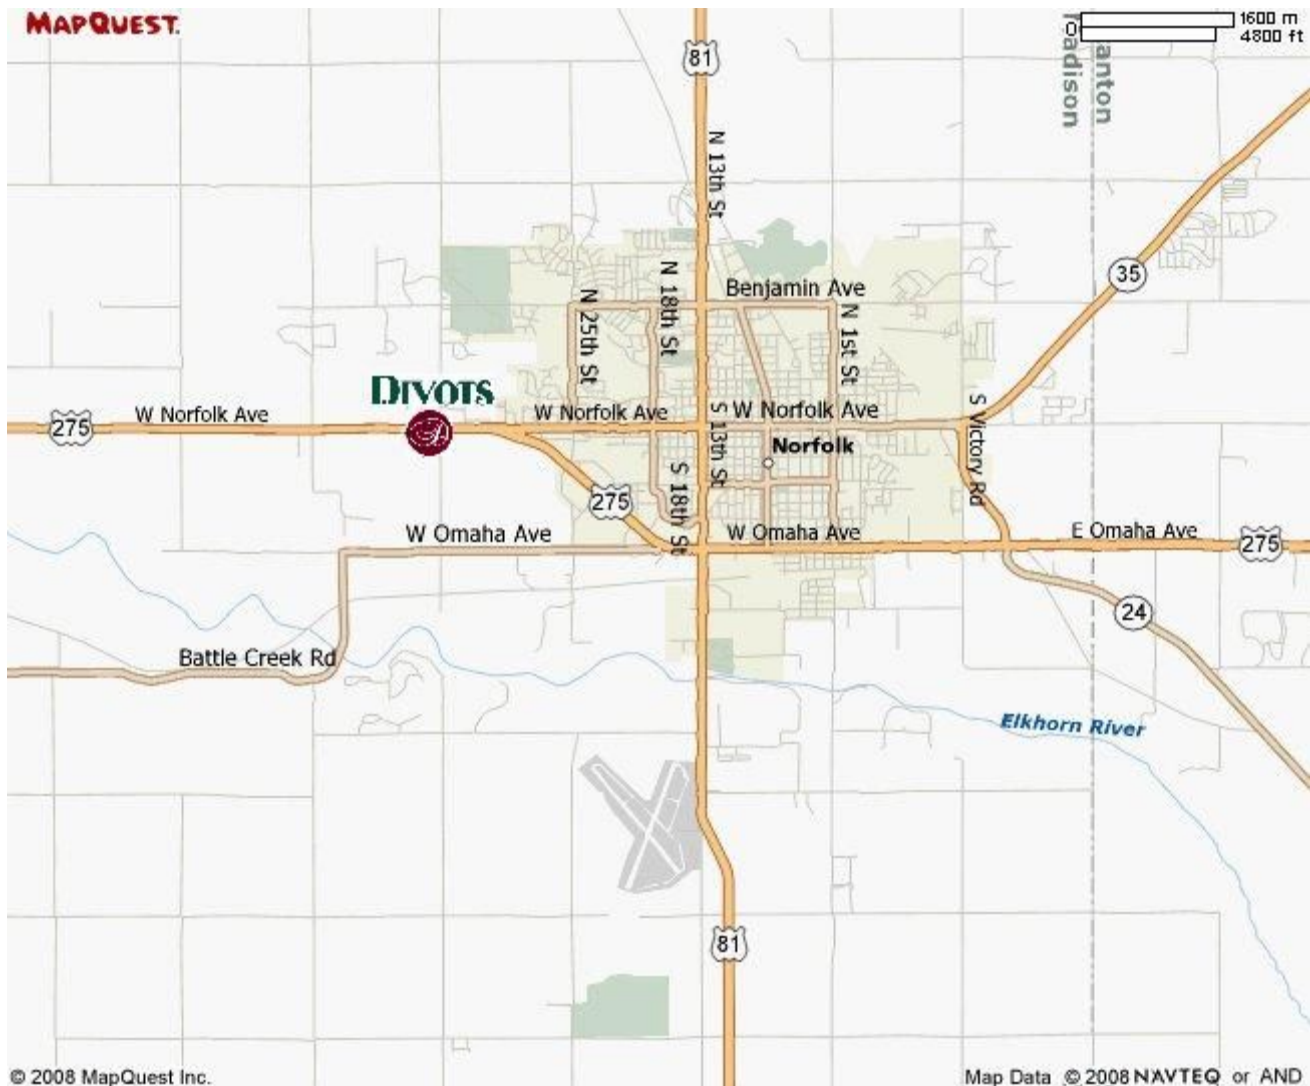 MAPQUEST.
1600 m
4800 ft
0
Madison
Stanton
81
N 13th St
35
Benjamin Ave
N 18th St
N 25th St
N 1st St
DIVOTS
W Norfolk Ave
W Norfolk Ave
W Norfolk Ave
275
S 13th St
S Victory Rd
Norfolk
S 18th St
275
W Omaha Ave
W Omaha Ave
E Omaha Ave
275
24
Battle Creek Rd
Elkhorn River
81
© 2008 MapQuest Inc.
Map Data © 2008 NAVTEQ or AND